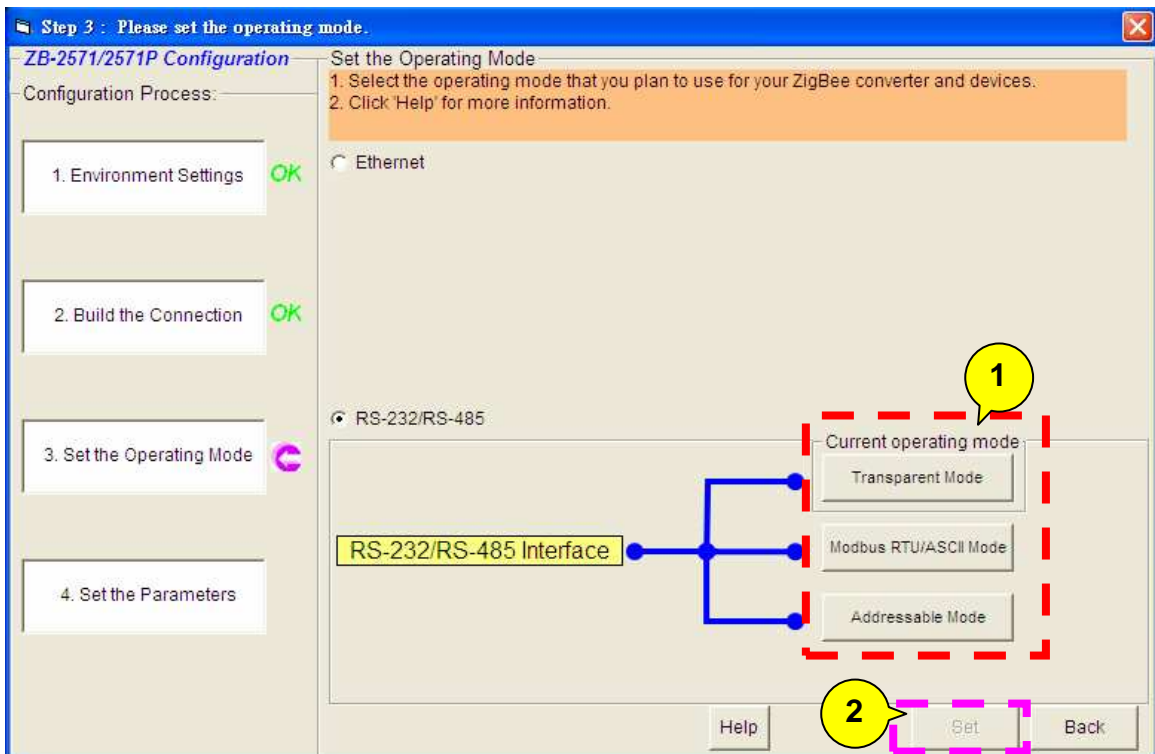 Step 3 : Please set the operating mode.
ZB-2571/2571P Configuration
Configuration Process:
1. Environment Settings
OK
2. Build the Connection
OK
3. Set the Operating Mode
4. Set the Parameters
Set the Operating Mode
1. Select the operating mode that you plan to use for your ZigBee converter and devices.
2. Click 'Help' for more information.
Ethernet
RS-232/RS-485
1
Current operating mode
Transparent Mode
RS-232/RS-485 Interface
Modbus RTU/ASCII Mode
Addressable Mode
2
Help
Set
Back